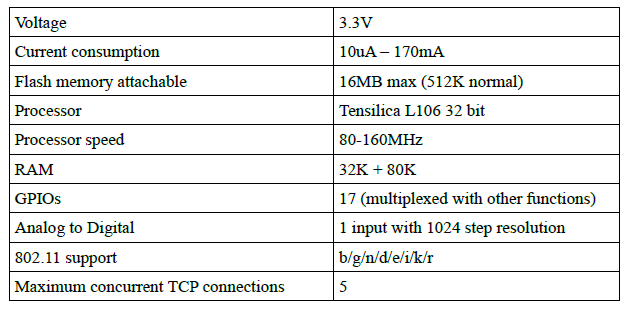 Voltage 3.3V
Current consumption 10uA – 170mA
Flash memory attachable 16MB max (512K normal)
Processor Tensilica L106 32 bit
Processor speed 80-160MHz
RAM 32K + 80K
GPIOs 17 (multiplexed with other functions)
Analog to Digital 1 input with 1024 step resolution
802.11 support b/g/n/d/e/i/k/r
Maximum concurrent TCP connections 5